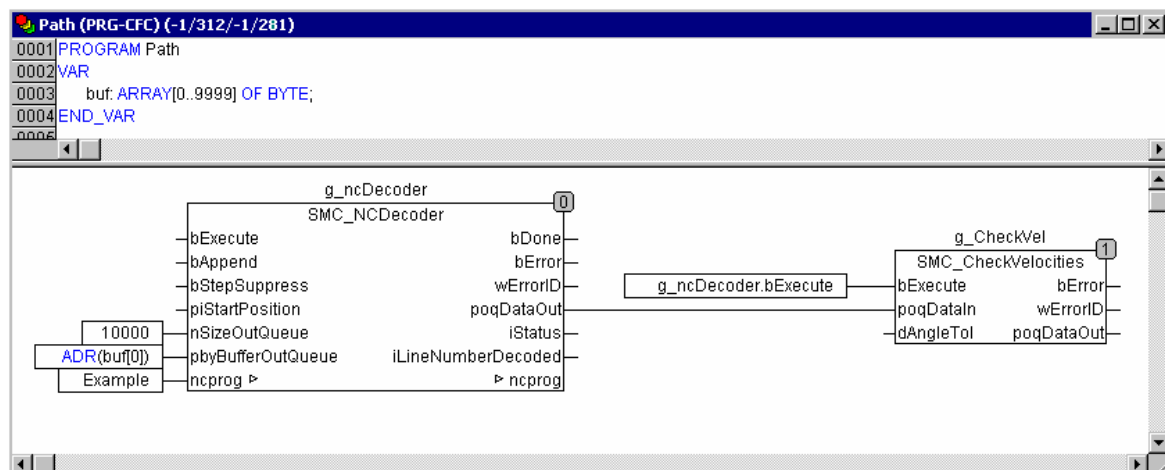 Path (PRG-CFC) (-1/312/-1/281)
0001 PROGRAM Path
0002 VAR
0003 buf: ARRAY[0..9999] OF BYTE;
0004 END_VAR
g_ncDecoder
0
SMC_NCDecoder
bExecute bDone
bAppend bError
bStepSuppress wErrorID
piStartPosition poqDataOut
10000 nSizeOutQueue iStatus
ADR(buf[0]) pbyBufferOutQueue iLineNumberDecoded
Example ncprog ncprog
g_CheckVel
1
SMC_CheckVelocities
g_ncDecoder.bExecute bExecute bError
poqDataIn wErrorID
dAngleTol poqDataOut